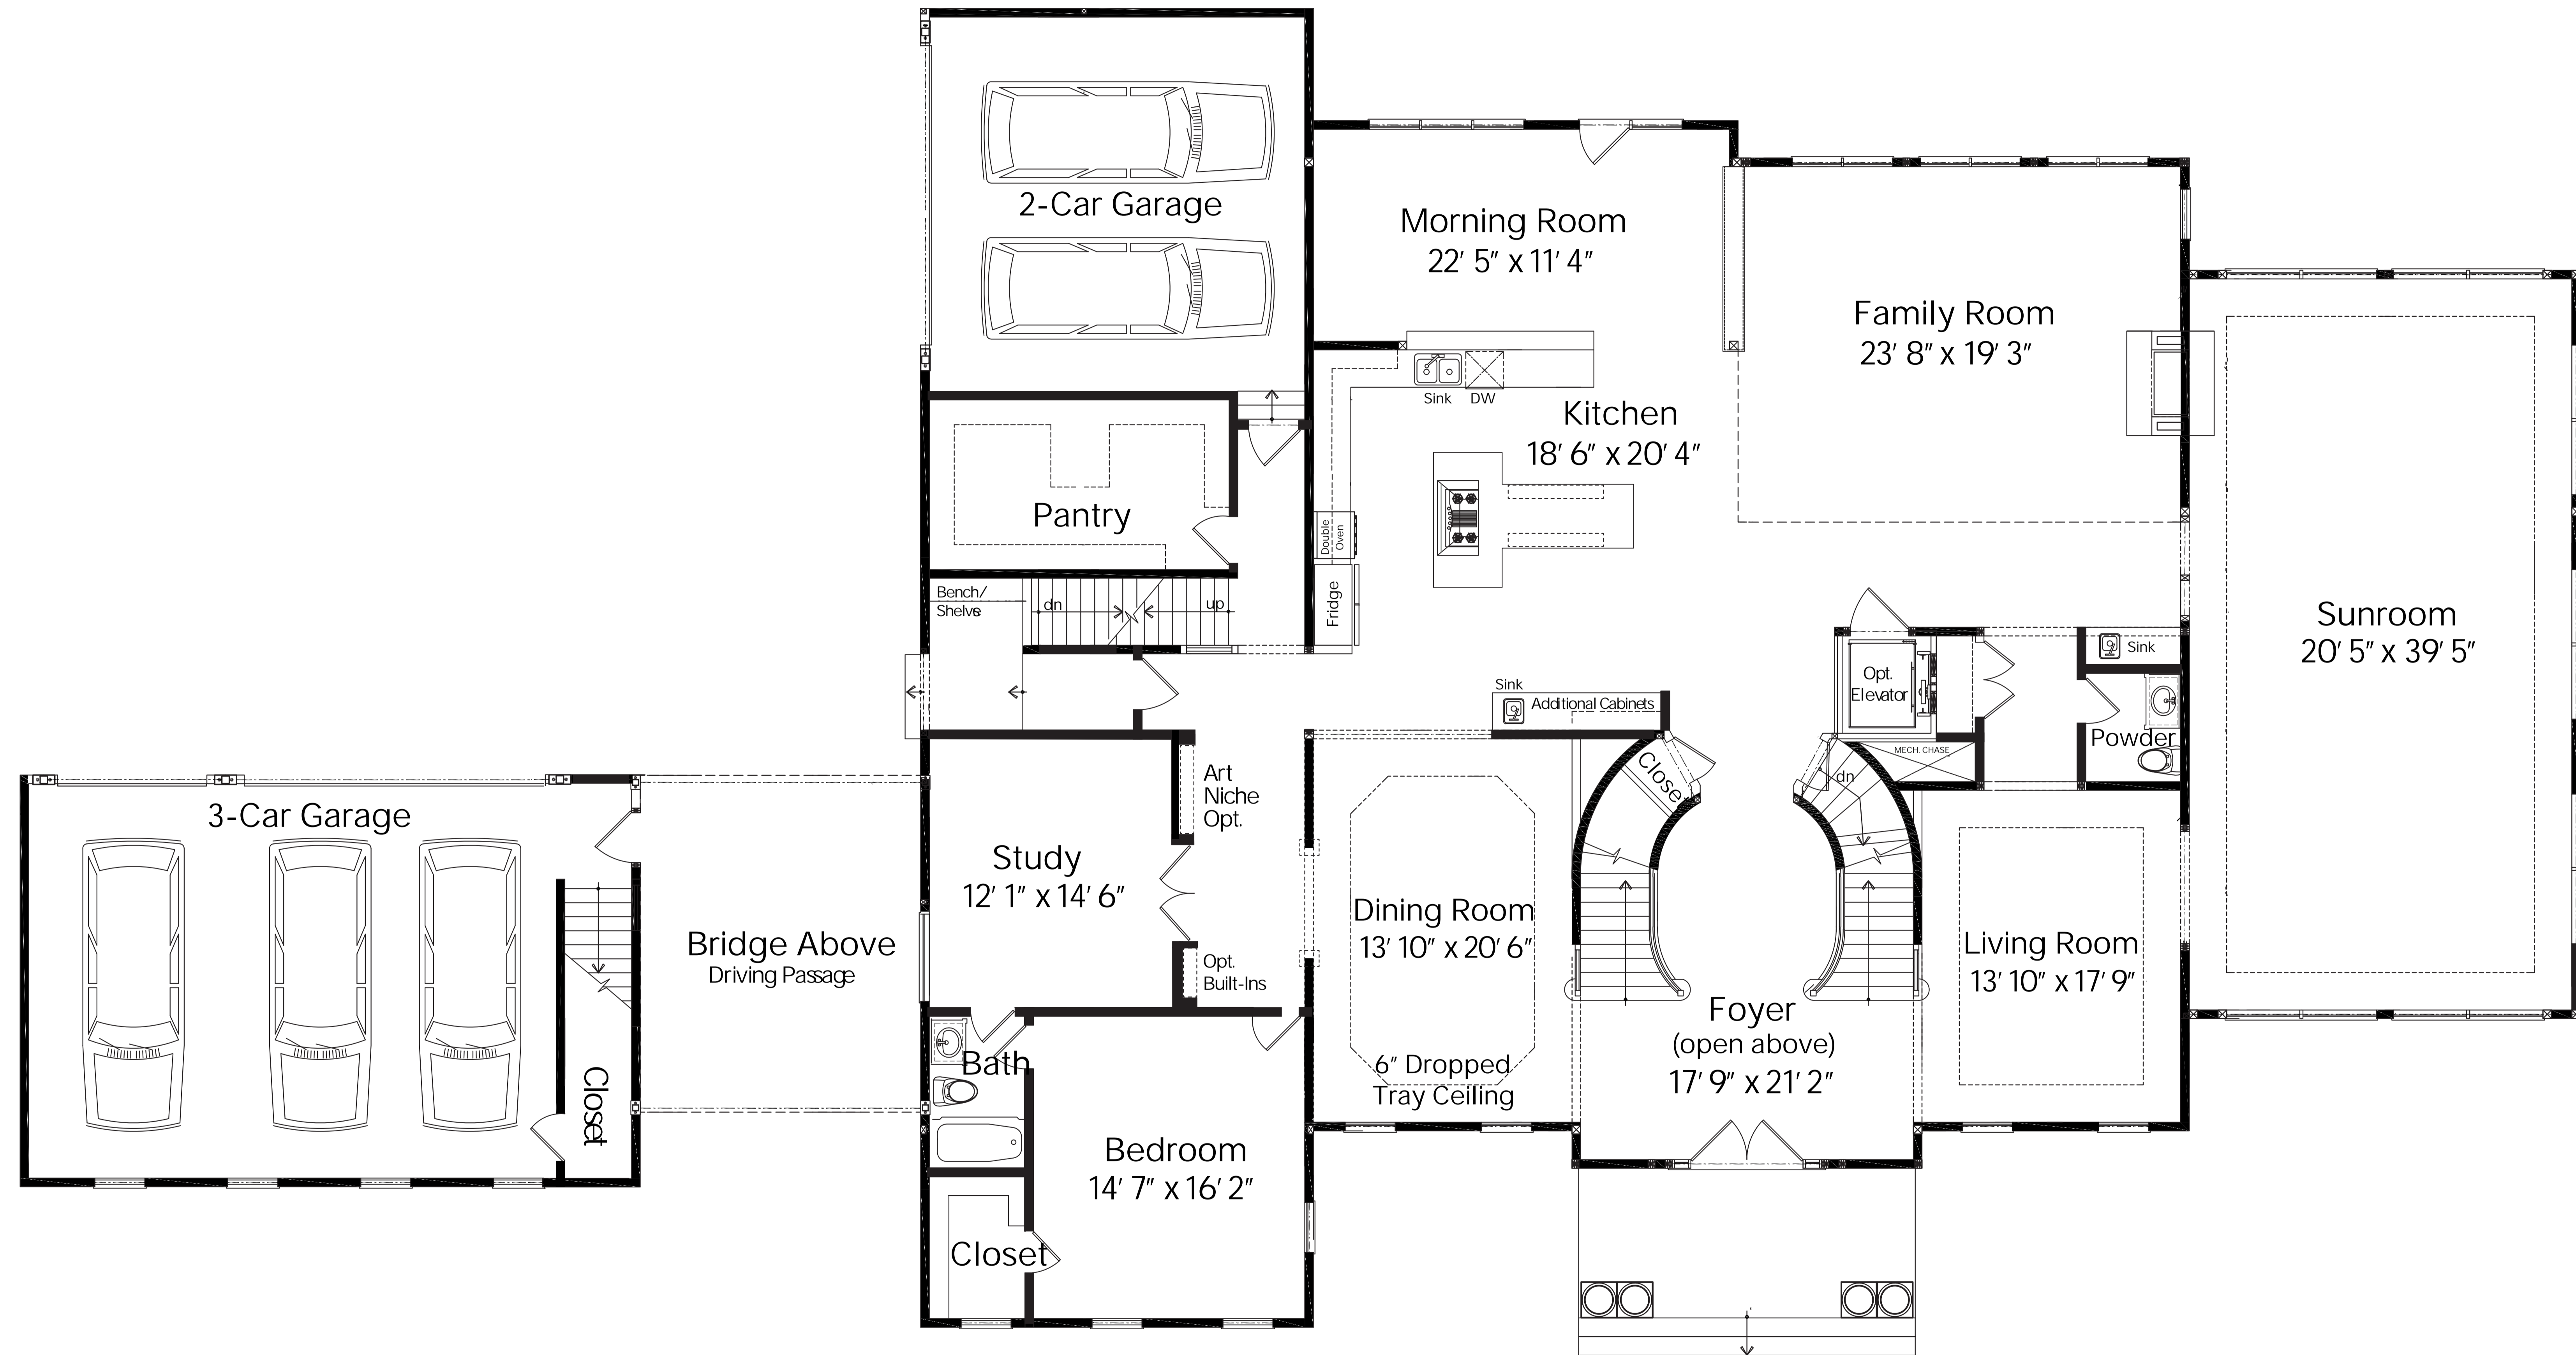 2-Car Garage
Morning Room
22' 5" x 11' 4"
Family Room
23' 8" x 19' 3"
Sink
DW
Kitchen
18' 6" x 20' 4"
Pantry
Double
Oven
Fridge
Bench/
Shelves
dn
up
Sunroom
20' 5" x 39' 5"
Sink
Opt.
Elevator
Sink
Additional Cabinets
Powder
MECH. CHASE
Closet
dn
Art
Niche
Opt.
3-Car Garage
Study
12' 1" x 14' 6"
Dining Room
13' 10" x 20' 6"
Living Room
13' 10" x 17' 9"
Bridge Above
Driving Passage
Opt.
Built-Ins
Foyer
(open above)
17' 9" x 21' 2"
Bath
6" Dropped
Tray Ceiling
Closet
Bedroom
14' 7" x 16' 2"
Closet